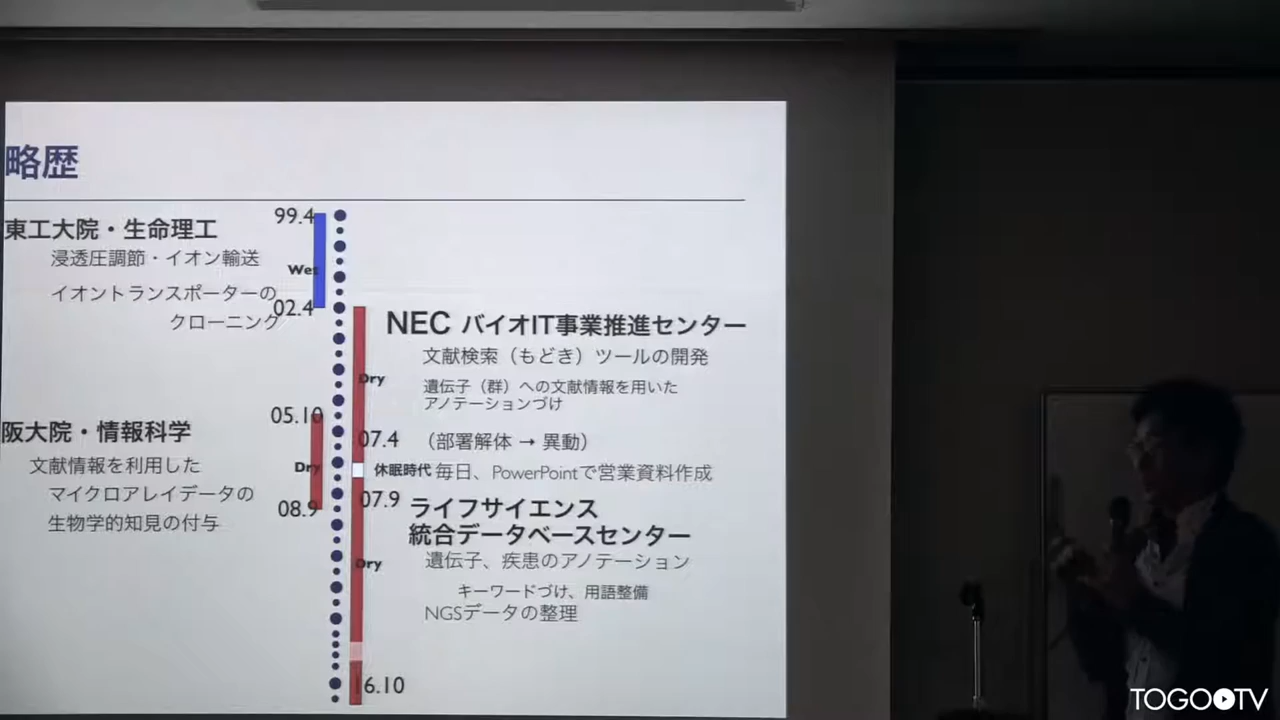 略歴
東工大院・生命理工
浸透圧調節・イオン輸送
イオントランスポーターの
クローニング
99.4
Wet
02.4
NEC バイオIT事業推進センター
文献検索（もどき）ツールの開発
遺伝子（群）への文献情報を用いた
アノテーションづけ
Dry
05.10
阪大院・情報科学
文献情報を利用した
マイクロアレイデータの
生物学的知見の付与
Dry
08.9
07.4 （部署解体 → 異動）
休眠時代 毎日、PowerPointで営業資料作成
07.9 ライフサイエンス
統合データベースセンター
遺伝子、疾患のアノテーション
キーワードづけ、用語整備
NGSデータの整理
Dry
16.10
TOGOTV